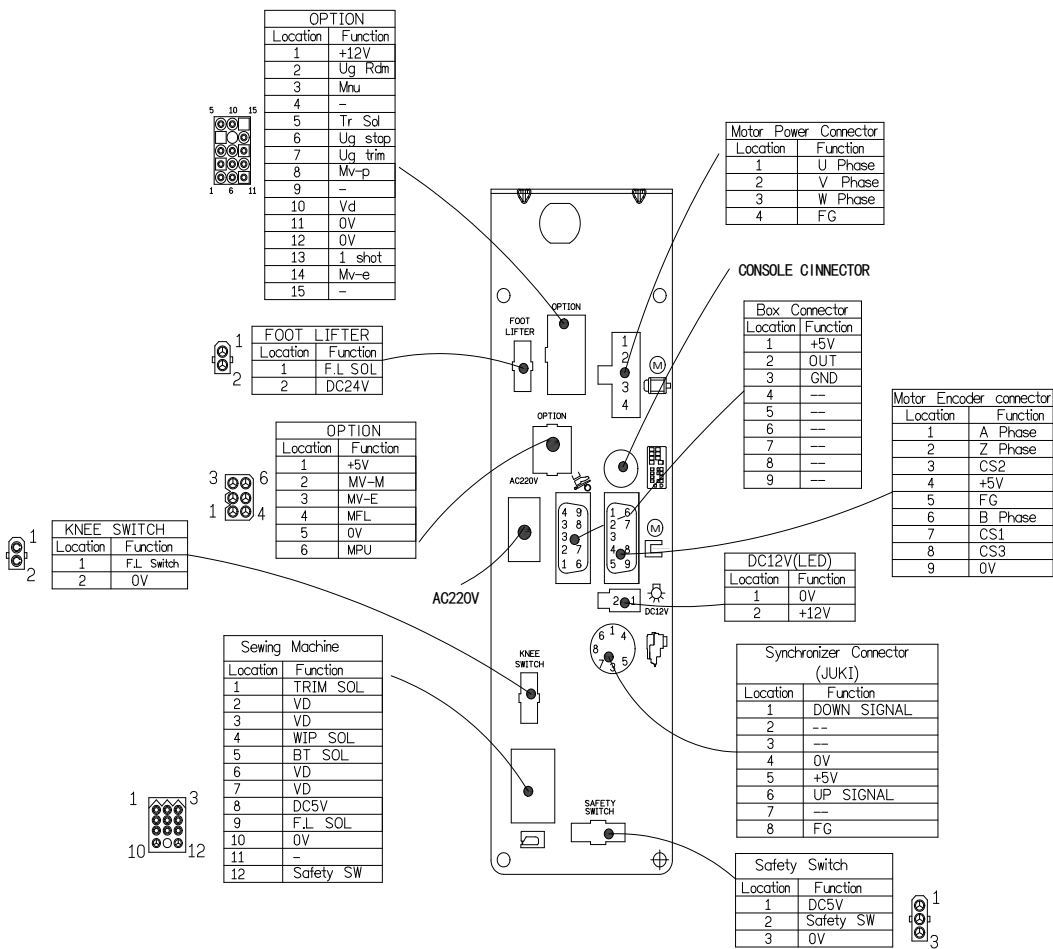 OPTION
Location Function
1 +12V
2 Ug Rdm
3 Mnu
4 -
5 Tr Sol
6 Ug stop
7 Ug trim
8 Mv-p
9 -
10 Vd
11 0V
12 0V
13 1 shot
14 Mv-e
15 -
5 10 15
1 6 11
FOOT LIFTER
Location Function
1 F.L SOL
2 DC24V
1
2
OPTION
Location Function
1 +5V
2 MV-M
3 MV-E
4 MFL
5 0V
6 MPU
3 6
1 4
KNEE SWITCH
Location Function
1 F.L Switch
2 0V
1
2
AC220V
Sewing Machine
Location Function
1 TRIM SOL
2 VD
3 VD
4 WIP SOL
5 BT SOL
6 VD
7 VD
8 DC5V
9 F.L SOL
10 0V
11 -
12 Safety SW
1 3
10 12
OPTION
FOOT
LIFTER
1
2
3
4
M
OPTION
AC220V
4 9
3 8
3
2 7
1 6
1 6
2 7
3
4 8
5 9
M
2 1
DC12V
6 1 4
8
7 3 5
KNEE
SWITCH
SAFETY
SWITCH
Motor Power Connector
Location Function
1 U Phase
2 V Phase
3 W Phase
4 FG
CONSOLE CINNECTOR
Box Connector
Location Function
1 +5V
2 OUT
3 GND
4 --
5 --
6 --
7 --
8 --
9 --
Motor Encoder connector
Location Function
1 A Phase
2 Z Phase
3 CS2
4 +5V
5 FG
6 B Phase
7 CS1
8 CS3
9 0V
DC12V(LED)
Location Function
1 0V
2 +12V
Synchronizer Connector
(JUKI)
Location Function
1 DOWN SIGNAL
2 --
3 --
4 0V
5 +5V
6 UP SIGNAL
7 --
8 FG
Safety Switch
Location Function
1 DC5V
2 Safety SW
3 0V
1
3